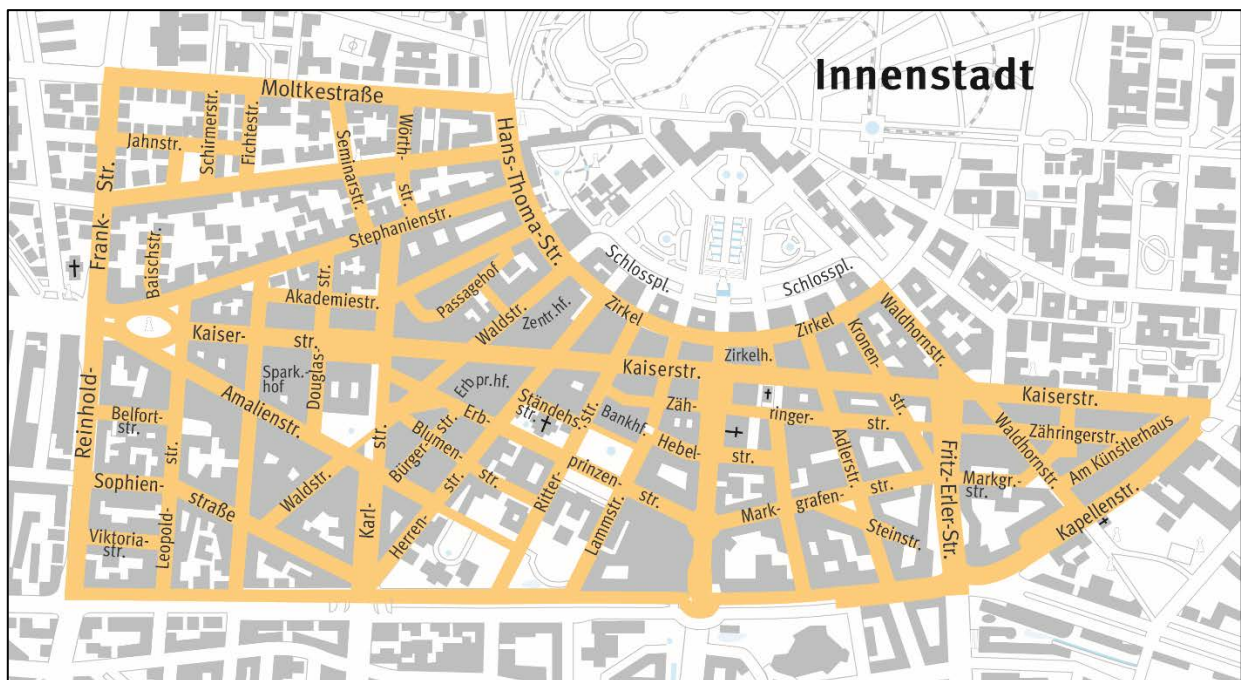 Innenstadt
Moltkestraße
Hans-Thoma-Str.
Jahnstr.
Schirmerstr.
Fichtestr.
Seminarstr.
Wörth-
str.
Frank-
Str.
Reinhold-
Baischstr.
Stephanienstr.
Akademiestr.
str.
Douglas-
Passagehof
Waldstr.
Zentr.hf.
Schlosspl.
Schlosspl.
Zirkel
Zirkel
Zirkelh.
Waldhornstr.
Kronen-
str.
Kaiser-
str.
Kaiserstr.
Kaiserstr.
Spark.-
hof
Amalienstr.
Erbpr.hf.
Erb-
prinzen-
str.
Ständehs.-
str.
Bankhf.
Zäh-
ringer-
str.
Zähringerstr.
Waldhornstr.
Am Künstlerhaus
Belfort-
str.
Sophien-
straße
Viktoria-
str.
Leopold-
str.
Waldstr.
Karl-
str.
Bürger-
str.
Blumen-
str.
Herren-
str.
Ritter-
str.
Lammstr.
Hebel-
str.
Mark-
grafen-
str.
Adlerstr.
Steinstr.
Fritz-Erler-Str.
Markgr.-
str.
Kapellenstr.